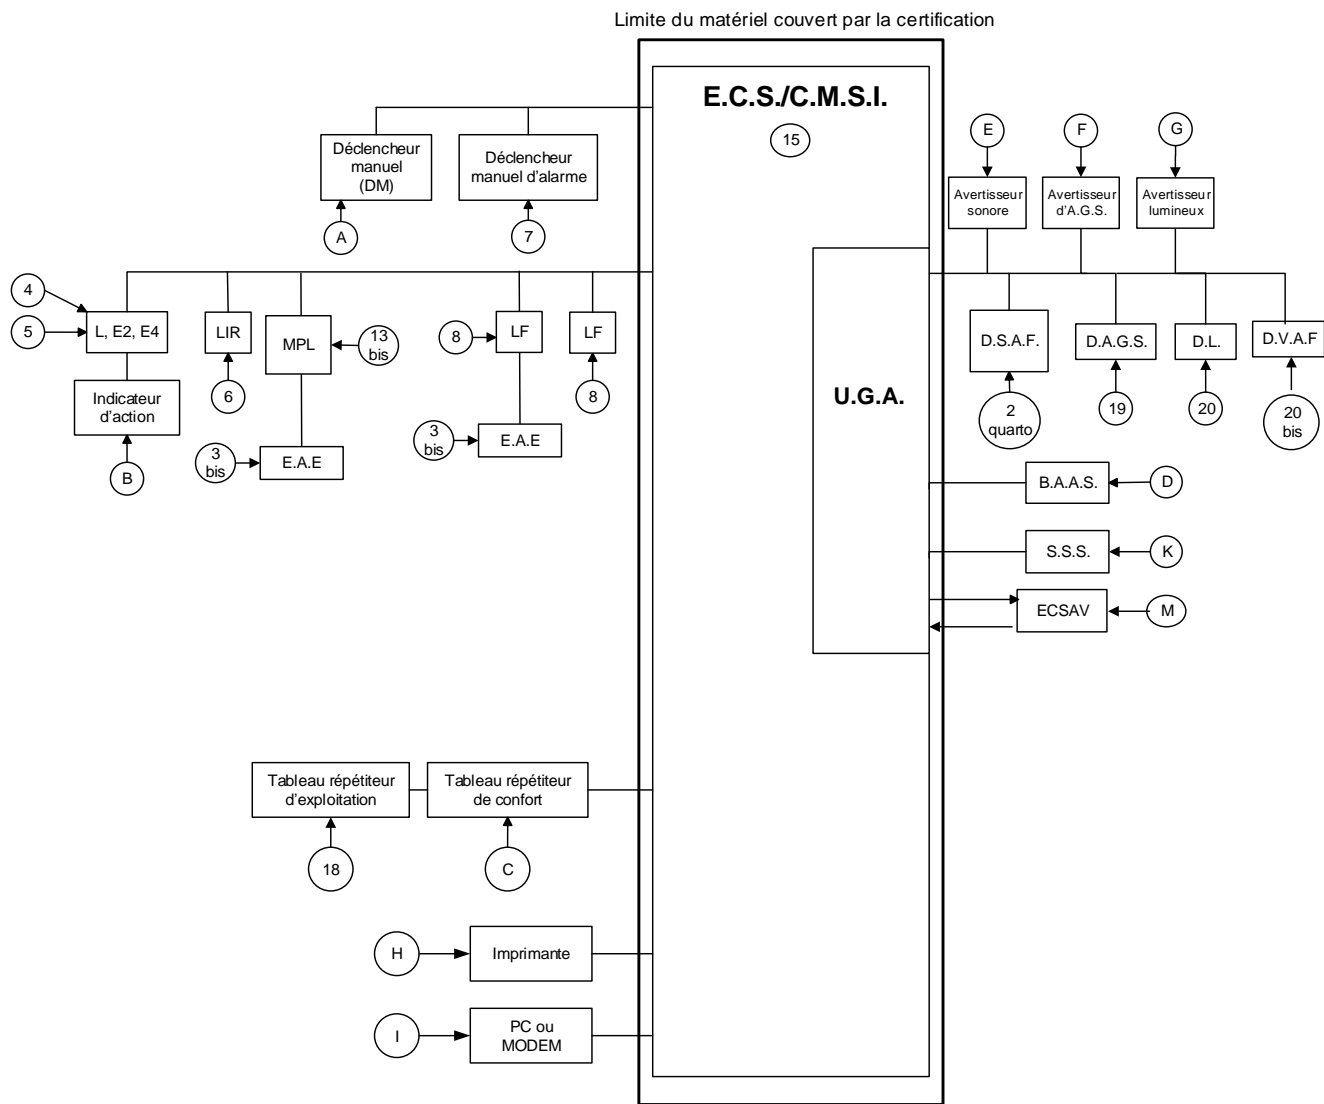 Limite du matériel couvert par la certification
E.C.S./C.M.S.I.
15
Déclencher
manuel
(DM)
Déclencheur
manuel d'alarme
A
7
E
F
G
Avertisseur
sonore
Avertisseur
d'A.G.S.
Avertisseur
lumineux
4
5
L, E2, E4
LIR
MPL
13
bis
8
LF
LF
6
8
Indicateur
d'action
B
3
bis
E.A.E
3
bis
E.A.E
U.G.A.
D.S.A.F.
D.A.G.S.
D.L.
D.V.A.F
2
quarto
19
20
20
bis
B.A.A.S.
D
S.S.S.
K
ECSAV
M
Tableau répétiteur
d'exploitation
Tableau répétiteur
de confort
18
C
H
Imprimante
I
PC ou
MODEM